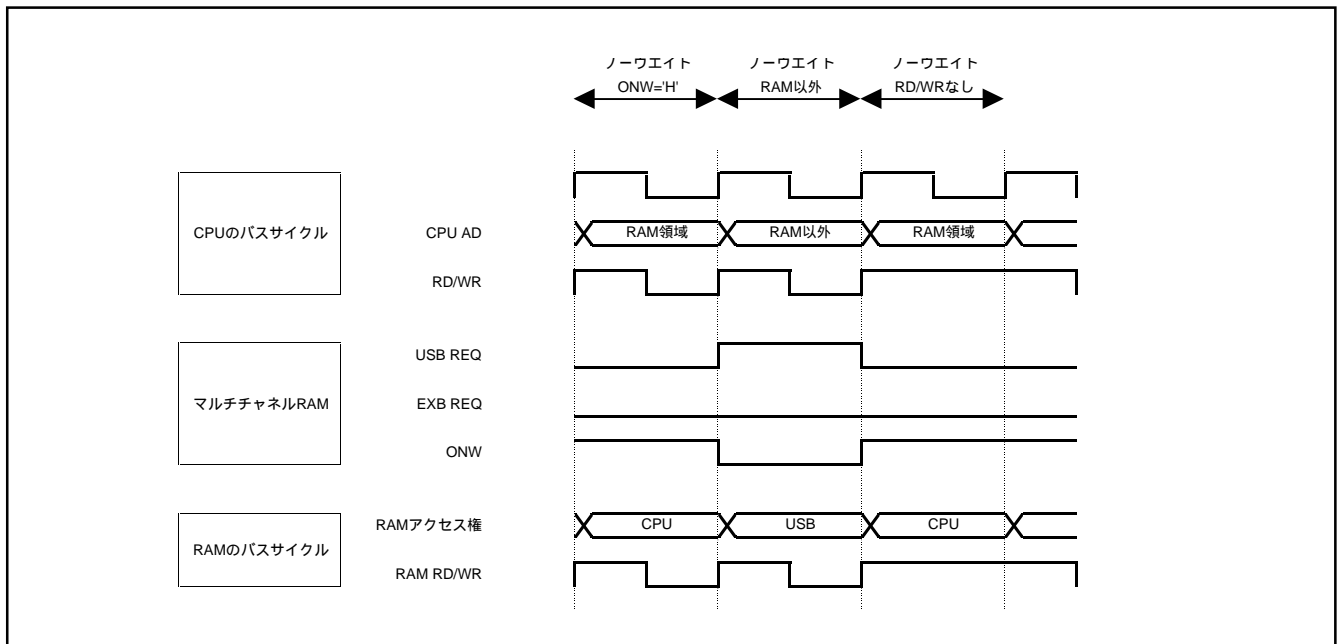 ノーウエイト ノーウエイト ノーウエイト
ONW='H' RAM以外 RD/WRなし
CPUのバスサイクル
CPU AD
RAM領域 RAM以外 RAM領域
RD/WR
USB REQ
マルチチャネルRAM
EXB REQ
ONW
RAMアクセス権
CPU USB CPU
RAMのバスサイクル
RAM RD/WR